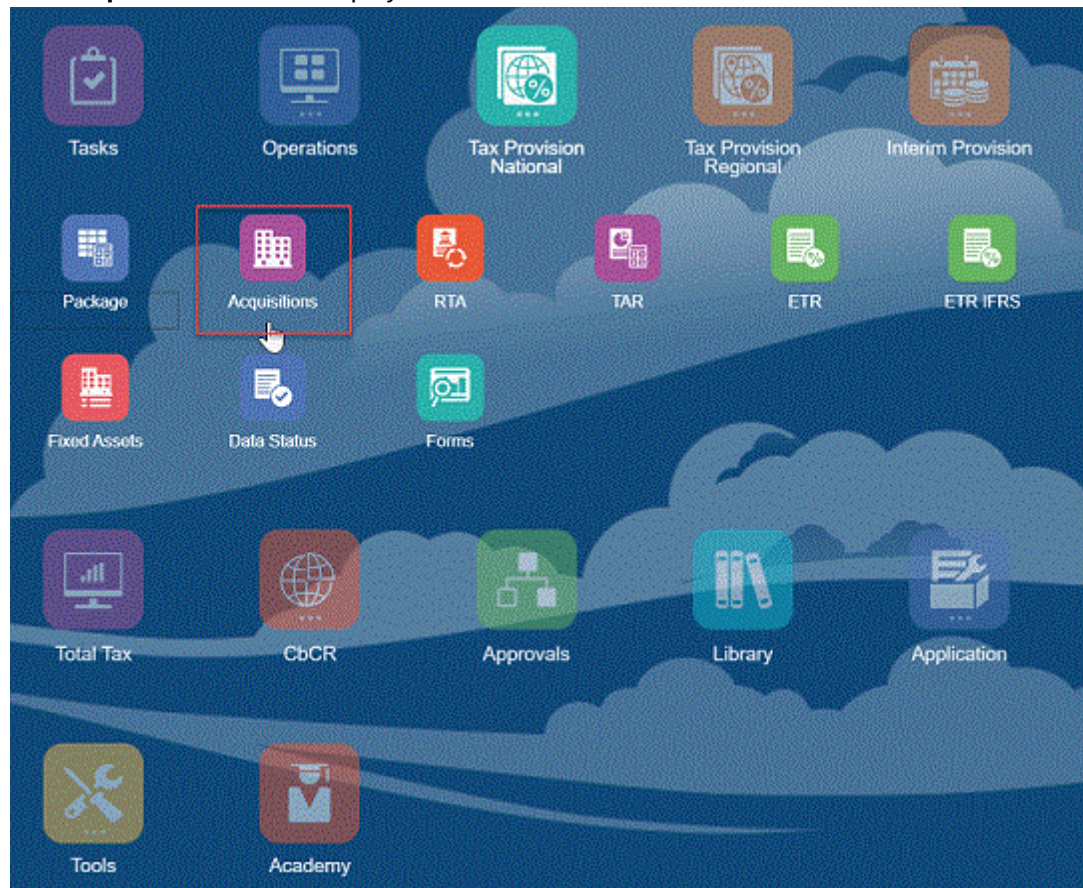 Tasks
Operations
Tax Provision
National
Tax Provision
Regional
Interim Provision
Package
Acquisitions
RTA
TAR
ETR
ETR IFRS
Fixed Assets
Data Status
Forms
Total Tax
CbCR
Approvals
Library
Application
Tools
Academy